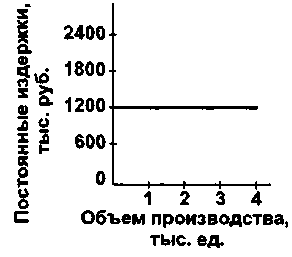 Постоянные издержки,
тыс. руб.
2400
1800
1200
600
0
1 2 3 4
Объем производства,
тыс. ед.